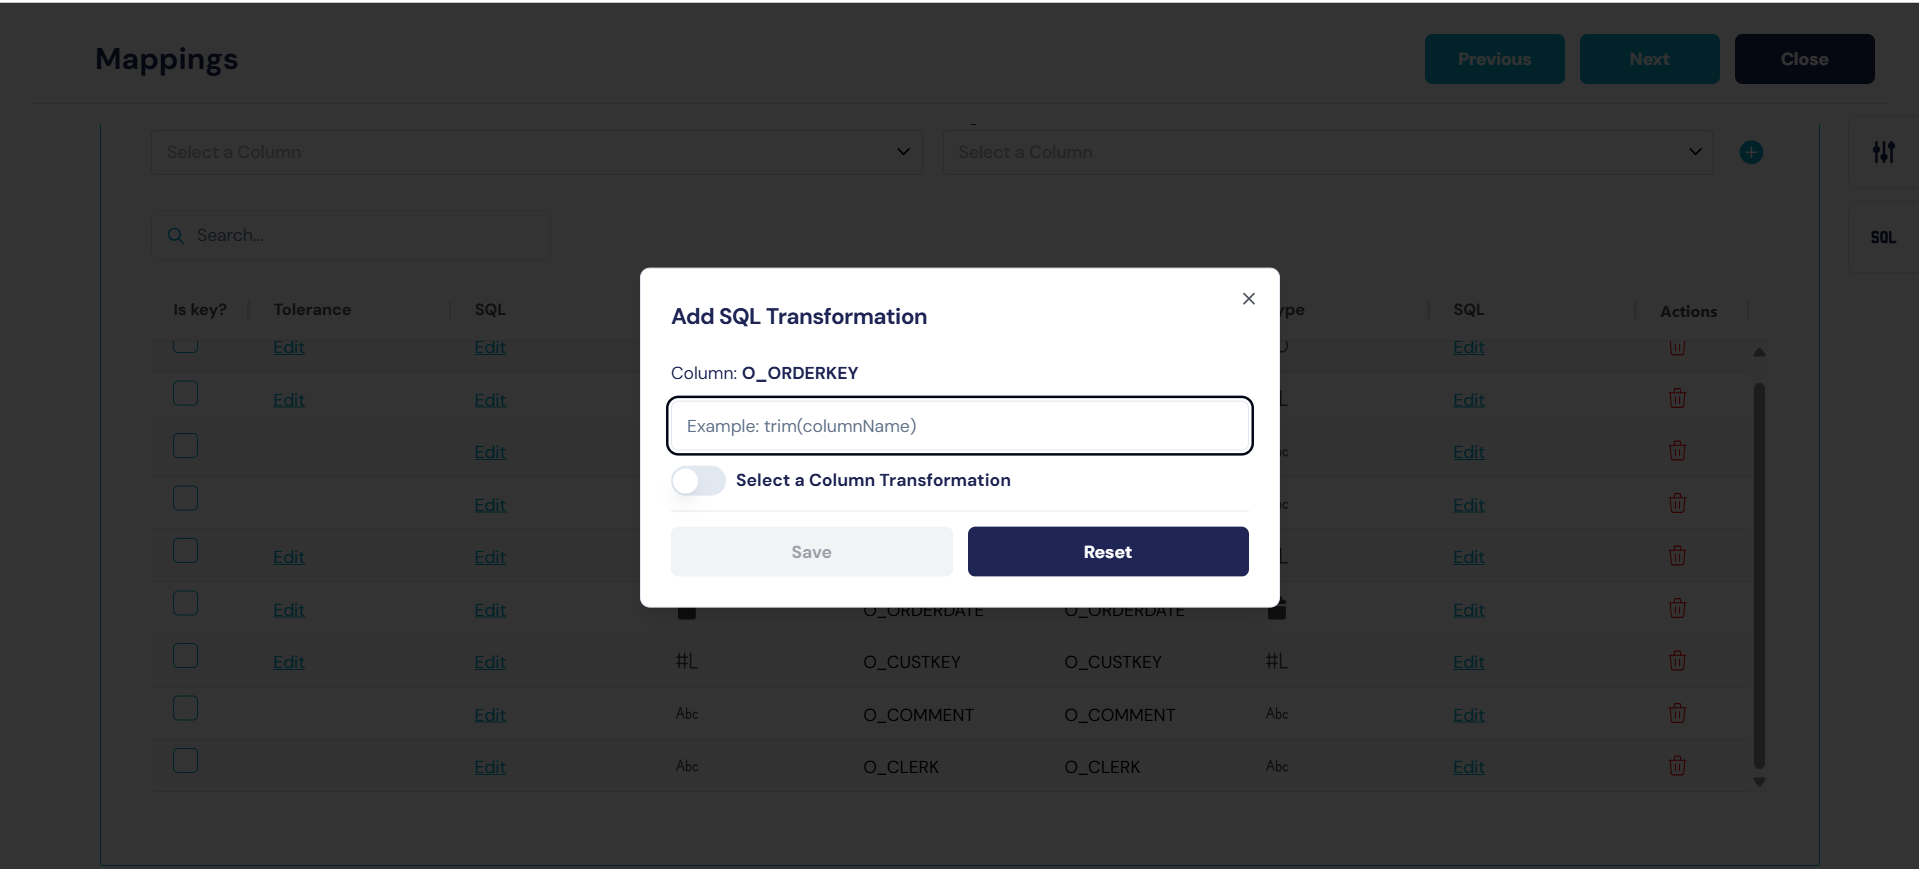 Mappings
Previous
Next
Close
Select a Column
Select a Column
SQL
Search...
Is key?
Tolerance
SQL
SQL
Actions
Edit
Edit
Edit
Edit
Edit
Edit
Edit
Edit
Edit
Edit
Edit
Edit
Edit
Edit
Edit O_ORDERDATE O_ORDERDATE Edit
Edit
Edit #L O_CUSTKEY O_CUSTKEY #L Edit
Edit Abc O_COMMENT O_COMMENT Abc Edit
Edit Abc O_CLERK O_CLERK Abc Edit
Add SQL Transformation
Column: O_ORDERKEY
Example: trim(columnName)
Select a Column Transformation
Save
Reset